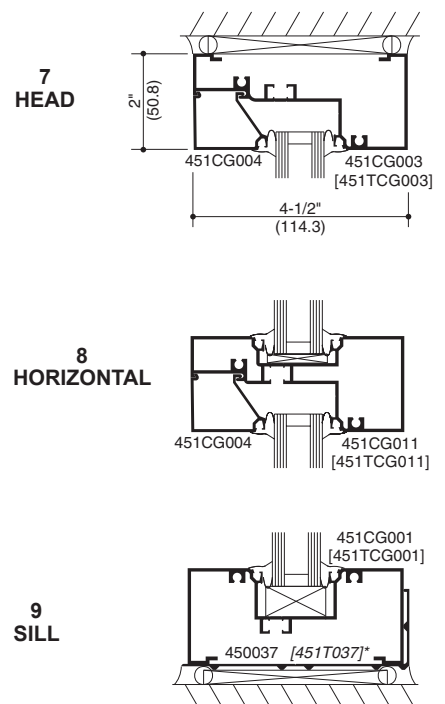 7
HEAD
2"
(50.8)
451CG004
451CG003
[451TCG003]
4-1/2"
(114.3)
8
HORIZONTAL
451CG004
451CG011
[451TCG011]
451CG001
[451TCG001]
9
SILL
450037 [451T037]*